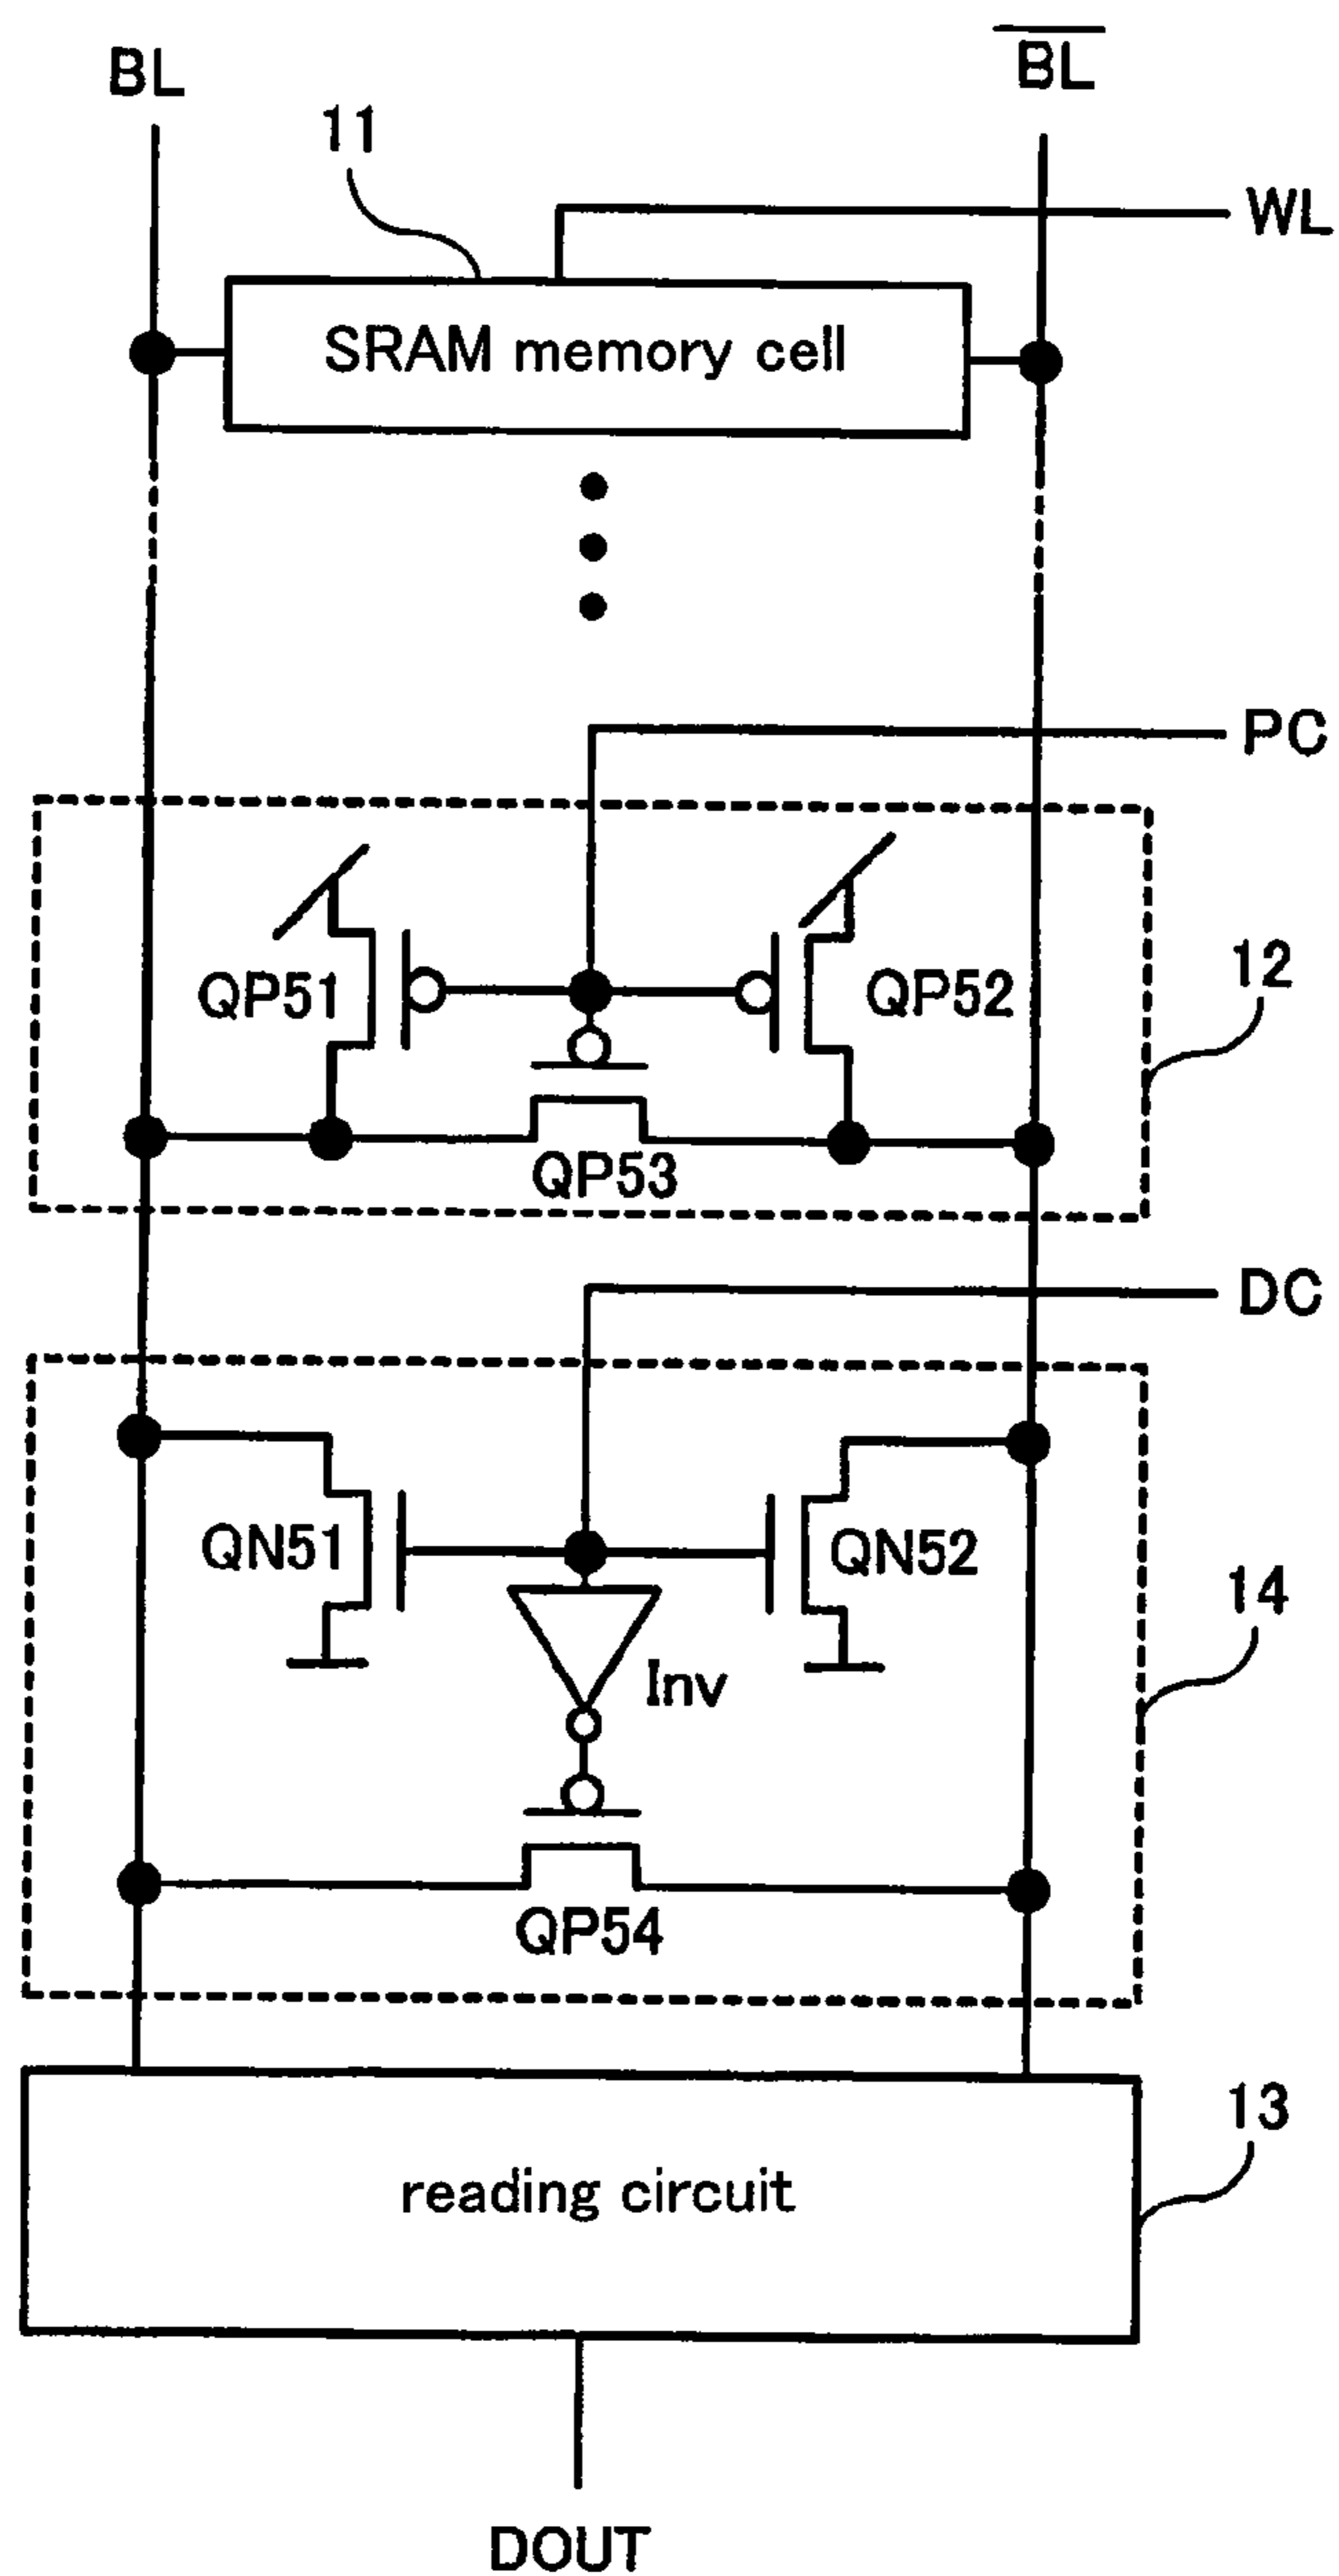 BL
B̅L̅
11
WL
SRAM memory cell
PC
QP51
QP52
12
QP53
DC
QN51
QN52
14
Inv
QP54
13
reading circuit
DOUT